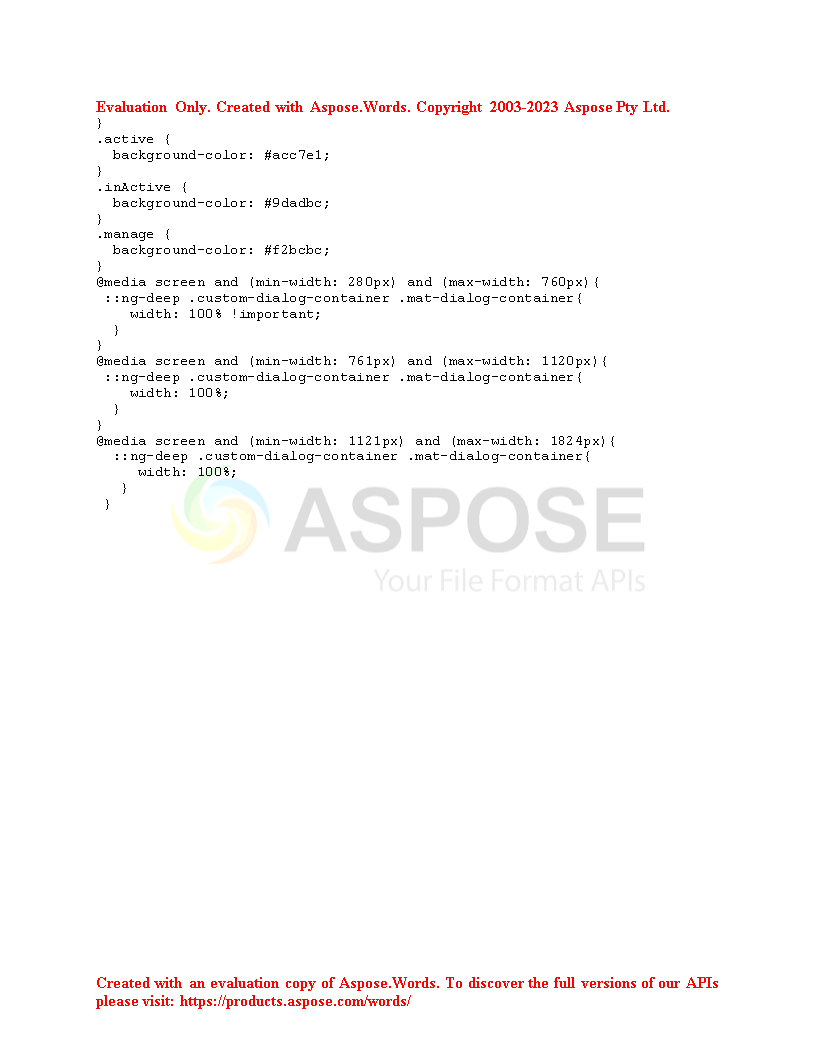 Evaluation Only. Created with Aspose.Words. Copyright 2003-2023 Aspose Pty Ltd.
}
.active {
  background-color: #acc7e1;
}
.inActive {
  background-color: #9dadbc;
}
.manage {
  background-color: #f2bcbc;
}
@media screen and (min-width: 280px) and (max-width: 760px){
 ::ng-deep .custom-dialog-container .mat-dialog-container{
    width: 100% !important;
  }
}
@media screen and (min-width: 761px) and (max-width: 1120px){
 ::ng-deep .custom-dialog-container .mat-dialog-container{
    width: 100%;
  }
}
@media screen and (min-width: 1121px) and (max-width: 1824px){
  ::ng-deep .custom-dialog-container .mat-dialog-container{
     width: 100%;
   }
 }
ASPOSE
Your File Format APIs
Created with an evaluation copy of Aspose.Words. To discover the full versions of our APIs
please visit: https://products.aspose.com/words/